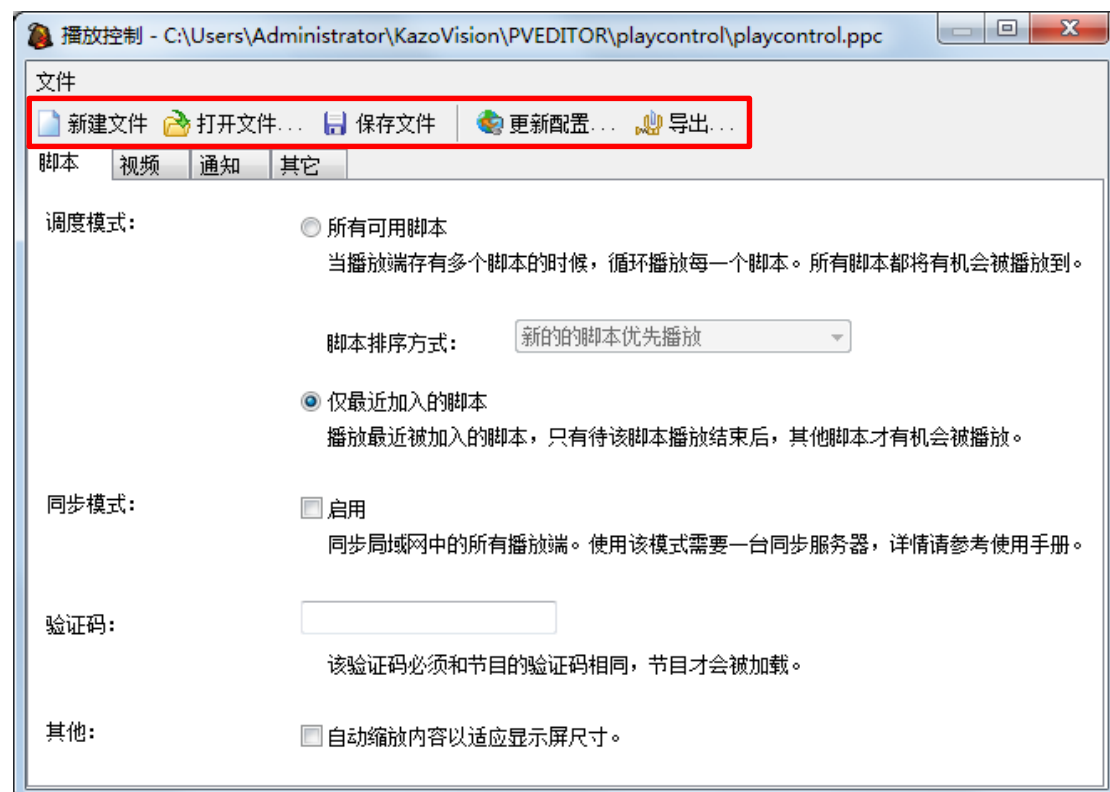 播放控制 - C:\Users\Administrator\KazoVision\PVEDITOR\playcontrol\playcontrol.ppc
文件
新建文件 打开文件... 保存文件 更新配置... 导出...
脚本 视频 通知 其它
调度模式: 所有可用脚本
当播放端存有多个脚本的时候，循环播放每一个脚本。所有脚本都将有机会被播放到。
脚本排序方式: 新的的脚本优先播放
仅最近加入的脚本
播放最近被加入的脚本，只有待该脚本播放结束后，其他脚本才有机会被播放。
同步模式: 启用
同步局域网中的所有播放端。使用该模式需要一台同步服务器，详情请参考使用手册。
验证码:
该验证码必须和节目的验证码相同，节目才会被加载。
其他: 自动缩放内容以适应显示屏尺寸。